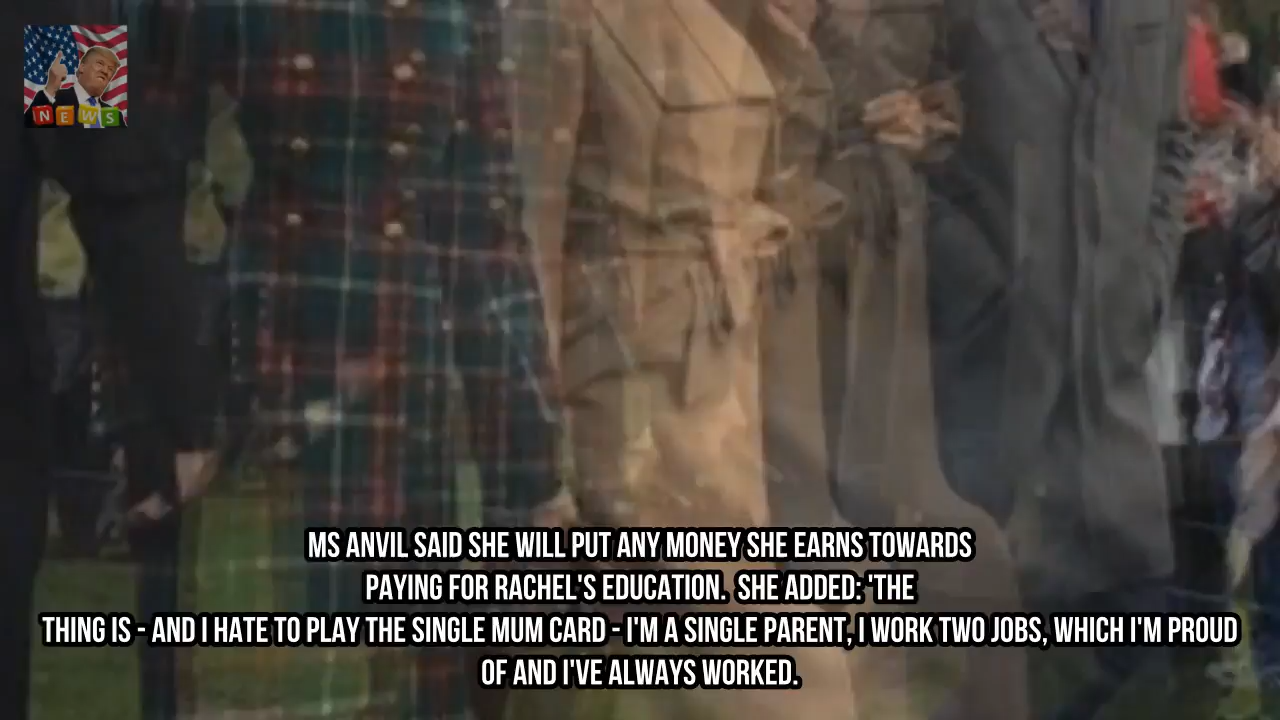 NEWS
MS ANVIL SAID SHE WILL PUT ANY MONEY SHE EARNS TOWARDS
PAYING FOR RACHEL'S EDUCATION.  SHE ADDED: 'THE
THING IS - AND I HATE TO PLAY THE SINGLE MUM CARD - I'M A SINGLE PARENT, I WORK TWO JOBS, WHICH I'M PROUD
OF AND I'VE ALWAYS WORKED.